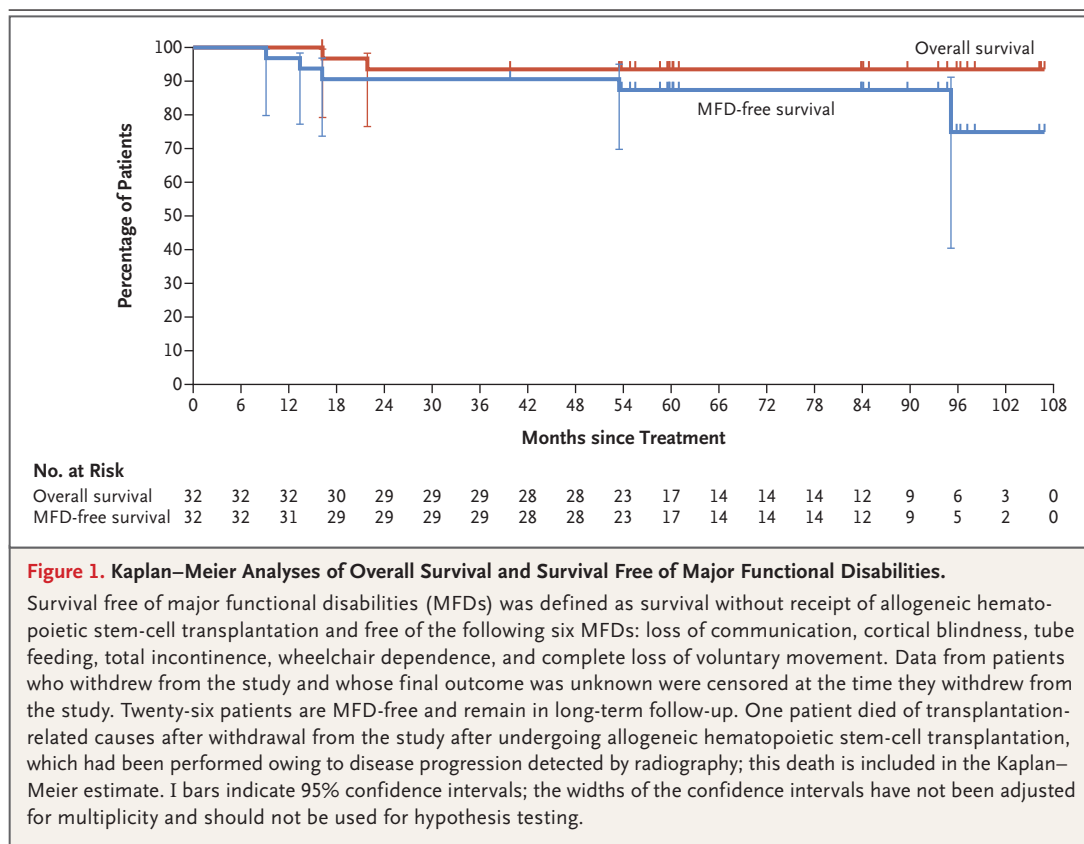 100
90
80
70
60
50
40
30
20
10
0
Percentage of Patients
Overall survival
MFD-free survival
0 6 12 18 24 30 36 42 48 54 60 66 72 78 84 90 96 102 108
Months since Treatment
No. at Risk
Overall survival 32 32 32 30 29 29 29 28 28 23 17 14 14 14 12 9 6 3 0
MFD-free survival 32 32 31 29 29 29 29 28 28 23 17 14 14 14 12 9 5 2 0
Figure 1. Kaplan–Meier Analyses of Overall Survival and Survival Free of Major Functional Disabilities.
Survival free of major functional disabilities (MFDs) was defined as survival without receipt of allogeneic hemato-
poietic stem-cell transplantation and free of the following six MFDs: loss of communication, cortical blindness, tube
feeding, total incontinence, wheelchair dependence, and complete loss of voluntary movement. Data from patients
who withdrew from the study and whose final outcome was unknown were censored at the time they withdrew from
the study. Twenty-six patients are MFD-free and remain in long-term follow-up. One patient died of transplantation-
related causes after withdrawal from the study after undergoing allogeneic hematopoietic stem-cell transplantation,
which had been performed owing to disease progression detected by radiography; this death is included in the Kaplan–
Meier estimate. I bars indicate 95% confidence intervals; the widths of the confidence intervals have not been adjusted
for multiplicity and should not be used for hypothesis testing.